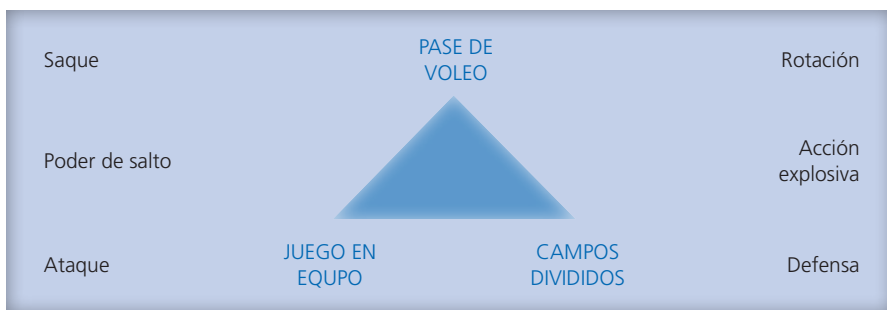 Saque
PASE DE
VOLEO
Rotación
Poder de salto
Acción
explosiva
Ataque
JUEGO EN
EQUPO
CAMPOS
DIVIDIDOS
Defensa